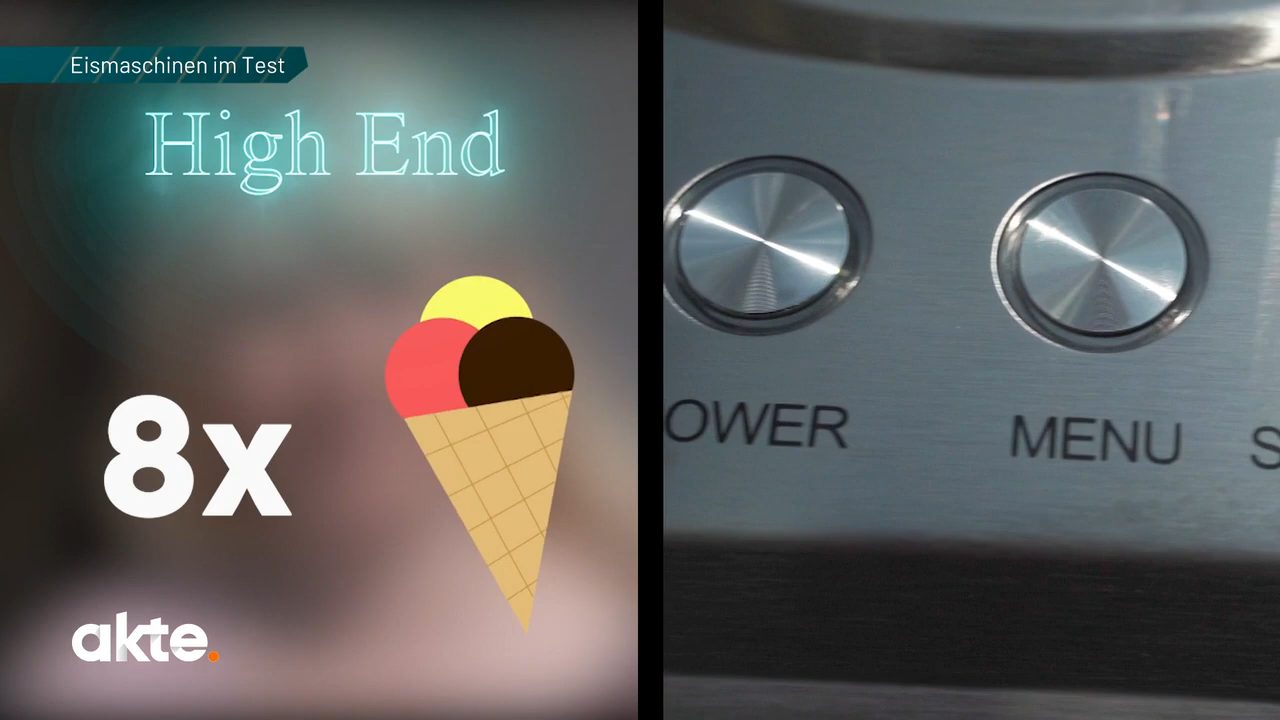 Eismaschinen im Test
High End
8x
akte.
OWER
MENU
S